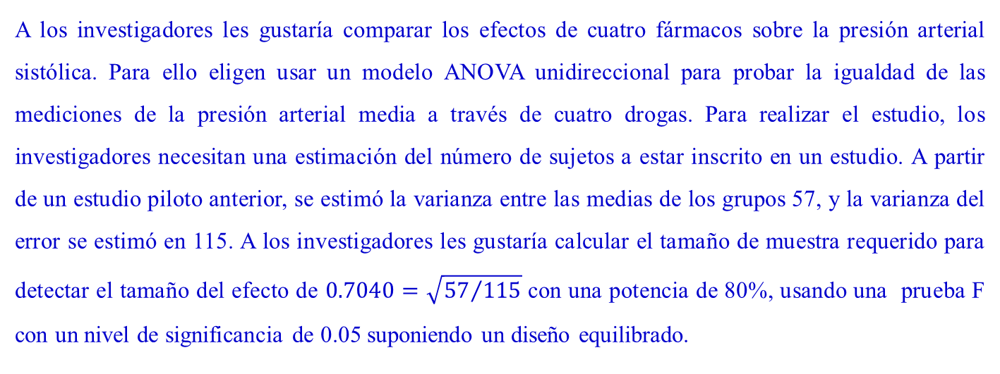 A los investigadores les gustaría comparar los efectos de cuatro fármacos sobre la presión arterial
sistólica. Para ello eligen usar un modelo ANOVA unidireccional para probar la igualdad de las
mediciones de la presión arterial media a través de cuatro drogas. Para realizar el estudio, los
investigadores necesitan una estimación del número de sujetos a estar inscrito en un estudio. A partir
de un estudio piloto anterior, se estimó la varianza entre las medias de los grupos 57, y la varianza del
error se estimó en 115. A los investigadores les gustaría calcular el tamaño de muestra requerido para
detectar el tamaño del efecto de 0.7040 = √57/115 con una potencia de 80%, usando una prueba F
con un nivel de significancia de 0.05 suponiendo un diseño equilibrado.